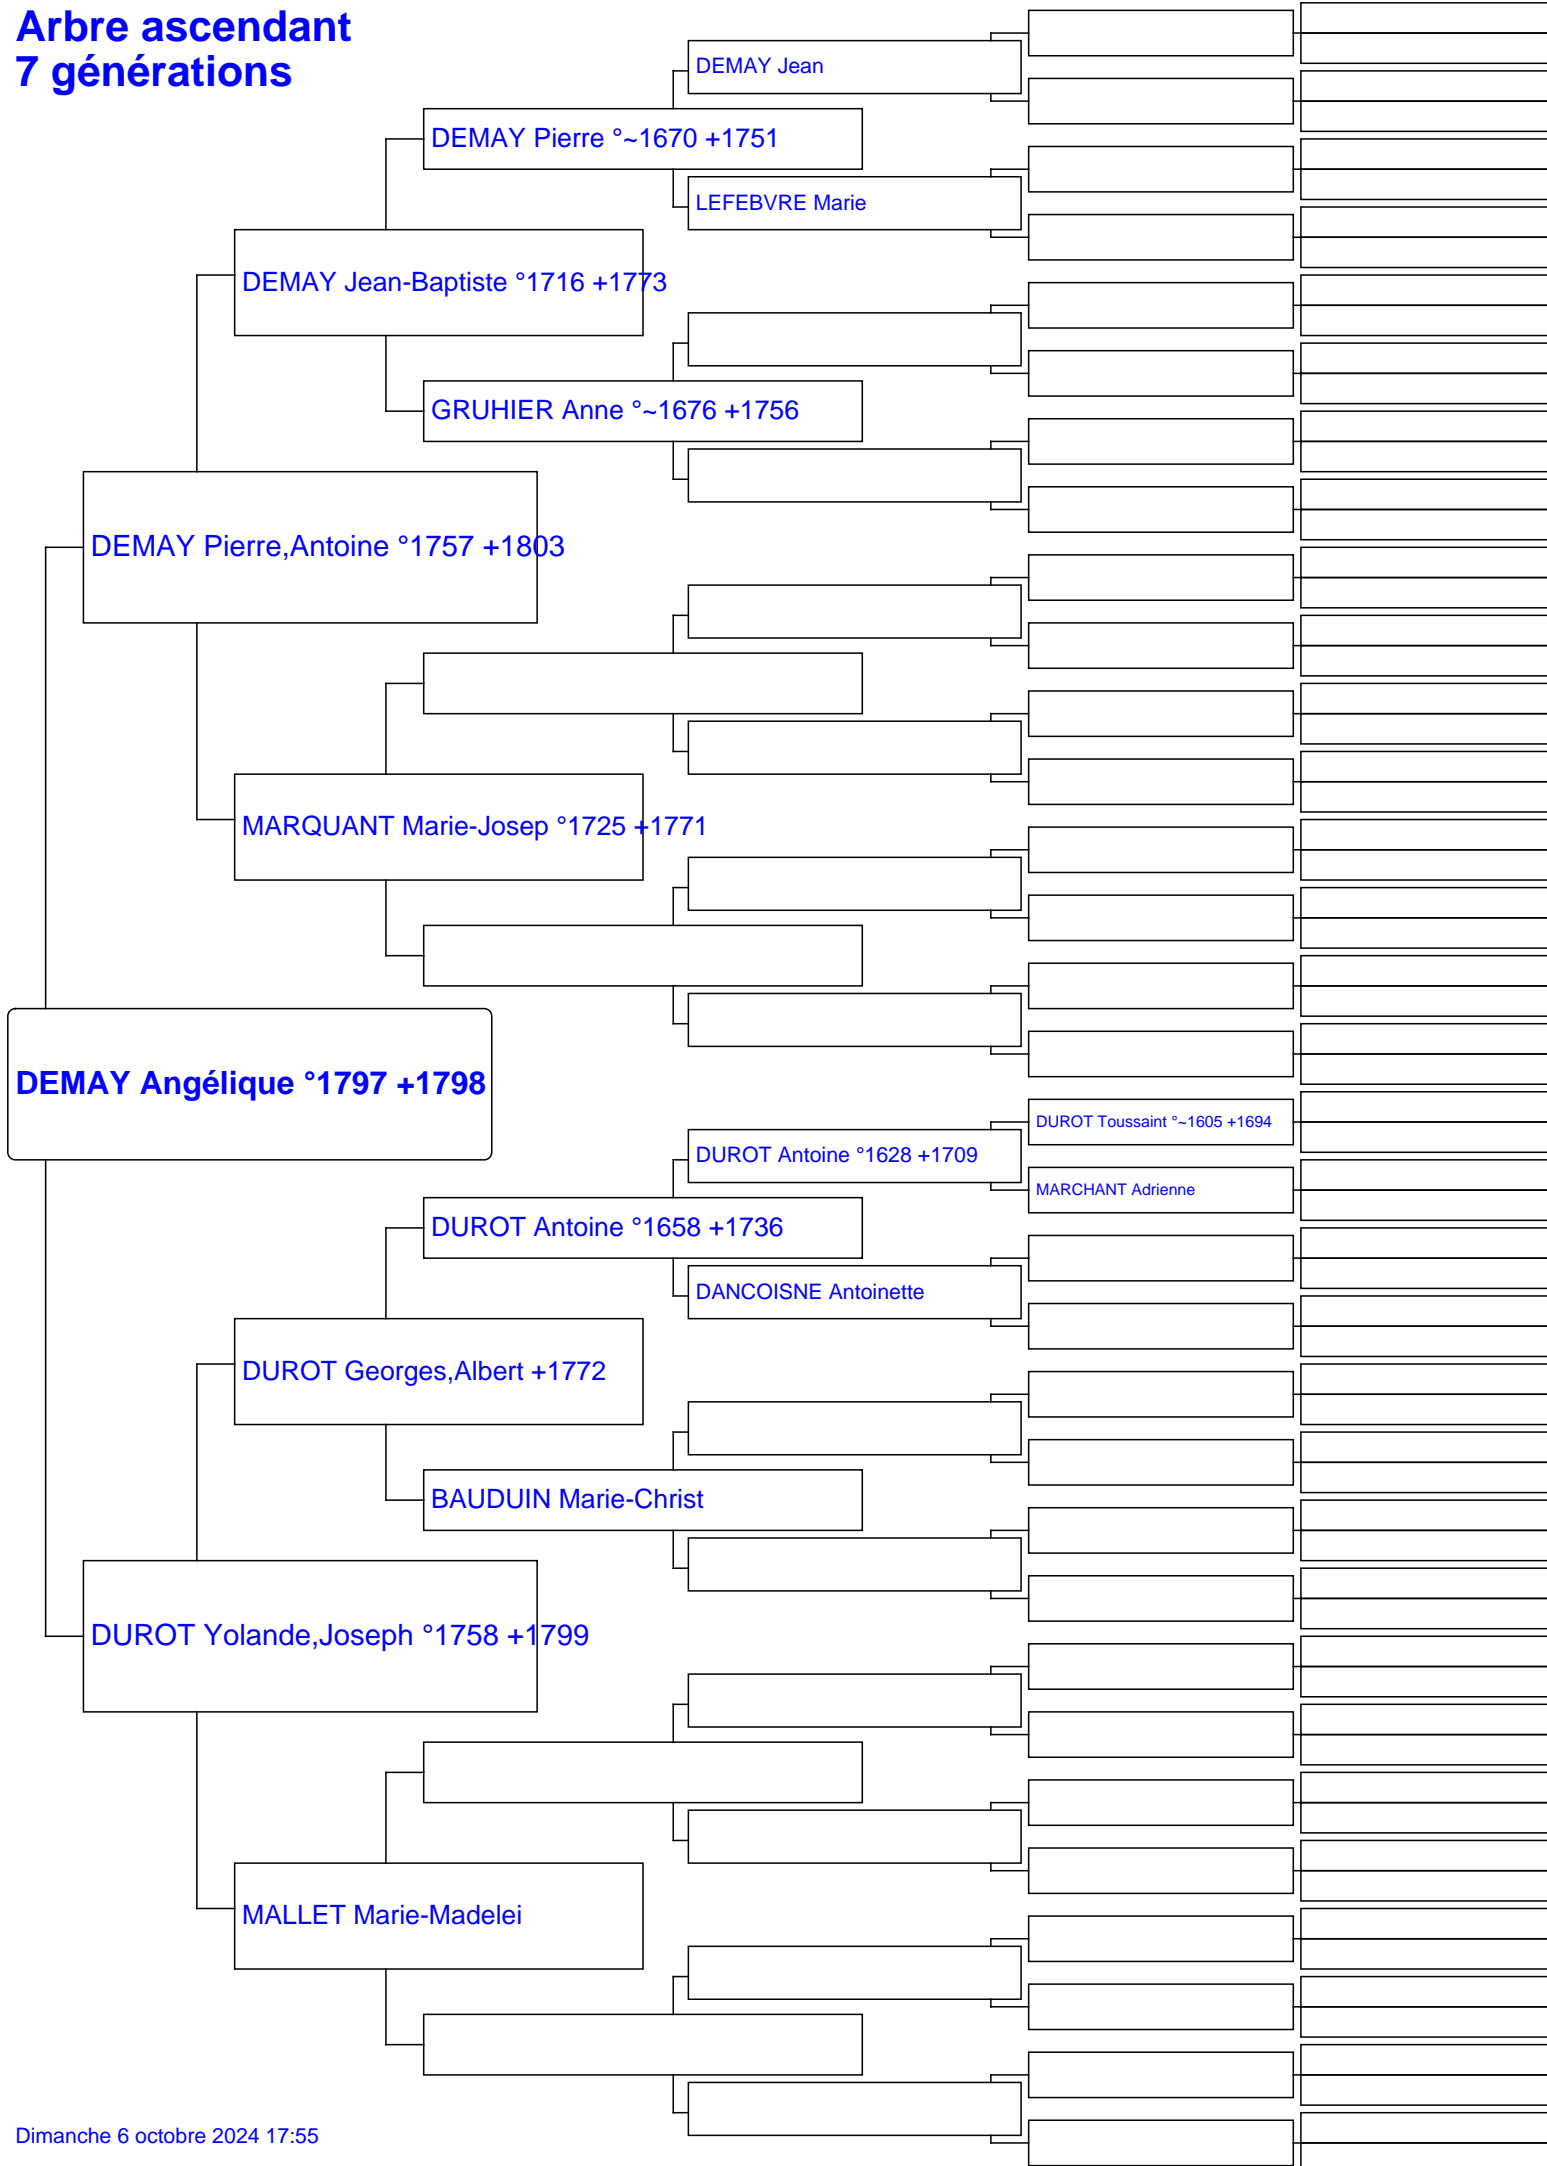 Arbre ascendant
7 générations
DEMAY Jean
DEMAY Pierre °~1670 +1751
LEFEBVRE Marie
DEMAY Jean-Baptiste °1716 +1773
GRUHIER Anne °~1676 +1756
DEMAY Pierre,Antoine °1757 +1803
MARQUANT Marie-Josep °1725 +1771
DEMAY Angélique °1797 +1798
DUROT Toussaint °~1605 +1694
DUROT Antoine °1628 +1709
MARCHANT Adrienne
DUROT Antoine °1658 +1736
DANCOISNE Antoinette
DUROT Georges,Albert +1772
BAUDUIN Marie-Christ
DUROT Yolande,Joseph °1758 +1799
MALLET Marie-Madelei
Dimanche 6 octobre 2024 17:55